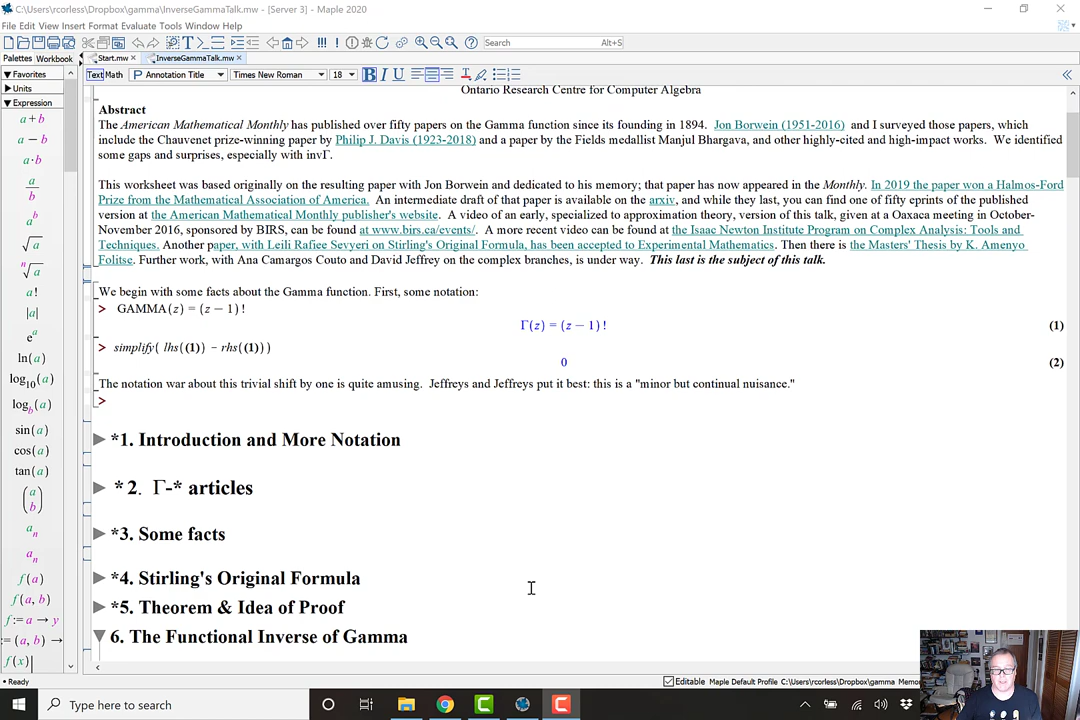 C:\Users\rcorless\Dropbox\gamma\InverseGammaTalk.mw - [Server 3] - Maple 2020
File Edit View Insert Format Evaluate Tools Window Help
Search Alt+S
Palettes Workbook Start.mw InverseGammaTalk.mw
Favorites Text Math P Annotation Title Times New Roman 18 B I U
Units
Expression
Ontario Research Centre for Computer Algebra
Abstract
The American Mathematical Monthly has published over fifty papers on the Gamma function since its founding in 1894. Jon Borwein (1951-2016) and I surveyed those papers, which
include the Chauvenet prize-winning paper by Philip J. Davis (1923-2018) and a paper by the Fields medallist Manjul Bhargava, and other highly-cited and high-impact works. We identified
some gaps and surprises, especially with invΓ.
This worksheet was based originally on the resulting paper with Jon Borwein and dedicated to his memory; that paper has now appeared in the Monthly. In 2019 the paper won a Halmos-Ford
Prize from the Mathematical Association of America. An intermediate draft of that paper is available on the arxiv, and while they last, you can find one of fifty eprints of the published
version at the American Mathematical Monthly publisher's website. A video of an early, specialized to approximation theory, version of this talk, given at a Oaxaca meeting in October-
November 2016, sponsored by BIRS, can be found at www.birs.ca/events/. A more recent video can be found at the Isaac Newton Institute Program on Complex Analysis: Tools and
Techniques. Another paper, with Leili Rafiee Sevyeri on Stirling's Original Formula, has been accepted to Experimental Mathematics. Then there is the Masters' Thesis by K. Amenyo
Folitse. Further work, with Ana Camargos Couto and David Jeffrey on the complex branches, is under way. This last is the subject of this talk.
We begin with some facts about the Gamma function. First, some notation:
> GAMMA(z) = (z − 1)!
Γ(z) = (z − 1)! (1)
> simplify( lhs((1)) − rhs((1)))
0 (2)
The notation war about this trivial shift by one is quite amusing. Jeffreys and Jeffreys put it best: this is a "minor but continual nuisance."
>
*1. Introduction and More Notation
*2. Γ-* articles
*3. Some facts
*4. Stirling's Original Formula
*5. Theorem & Idea of Proof
6. The Functional Inverse of Gamma
a + b
a − b
a·b
a/b
a^b
√a
n√a
a!
|a|
e^a
ln(a)
log10(a)
log_b(a)
sin(a)
cos(a)
tan(a)
(a b)
a_n
a_n
f(a)
f(a, b)
f := a → y
:= (a, b) →
f(x)|
Ready Editable Maple Default Profile C:\Users\rcorless\Dropbox\gamma Memor
Type here to search